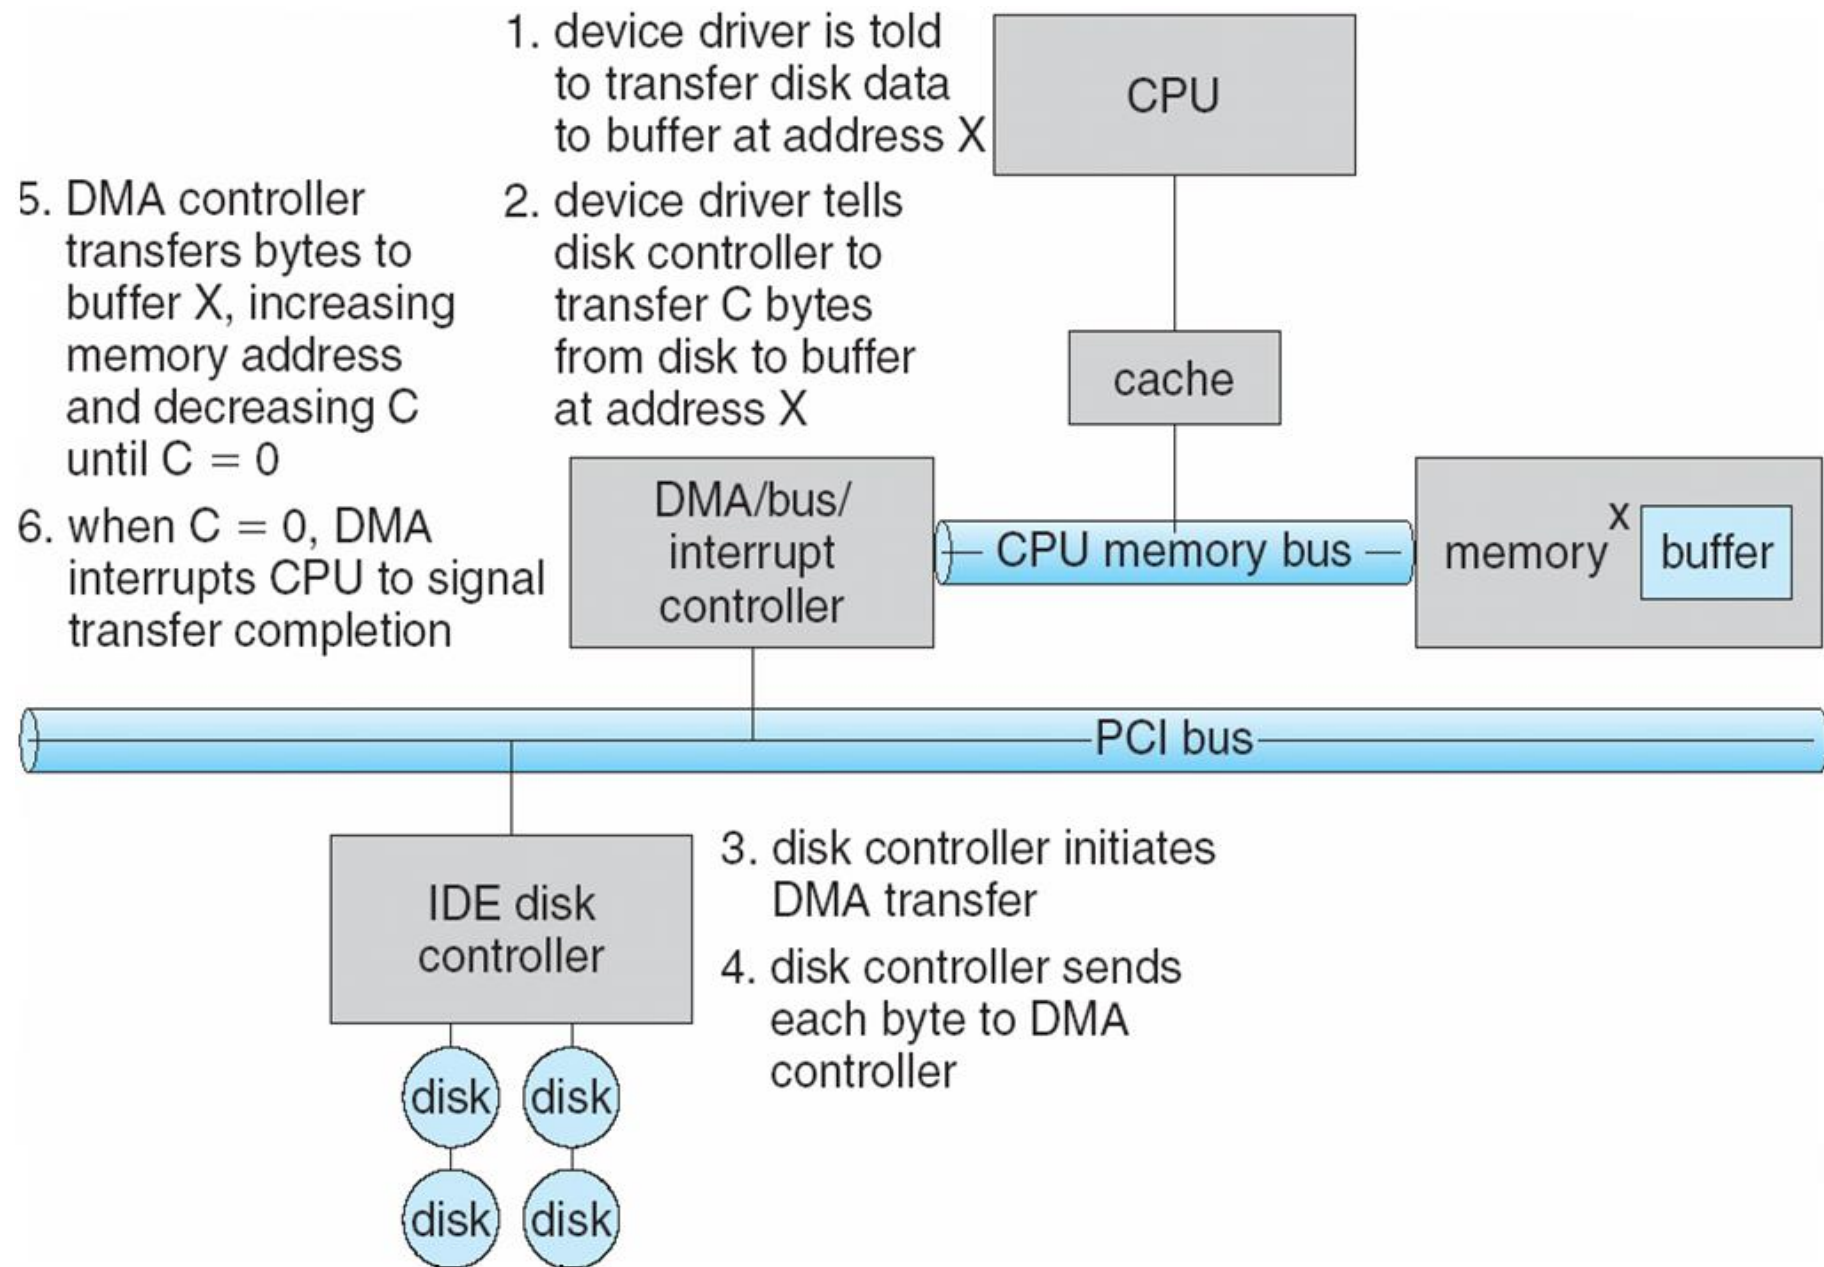 1. device driver is told
to transfer disk data
to buffer at address X
CPU
5. DMA controller
transfers bytes to
buffer X, increasing
memory address
and decreasing C
until C = 0
2. device driver tells
disk controller to
transfer C bytes
from disk to buffer
at address X
cache
6. when C = 0, DMA
interrupts CPU to signal
transfer completion
DMA/bus/
interrupt
controller
CPU memory bus
memory
X
buffer
PCI bus
IDE disk
controller
3. disk controller initiates
DMA transfer
4. disk controller sends
each byte to DMA
controller
disk
disk
disk
disk